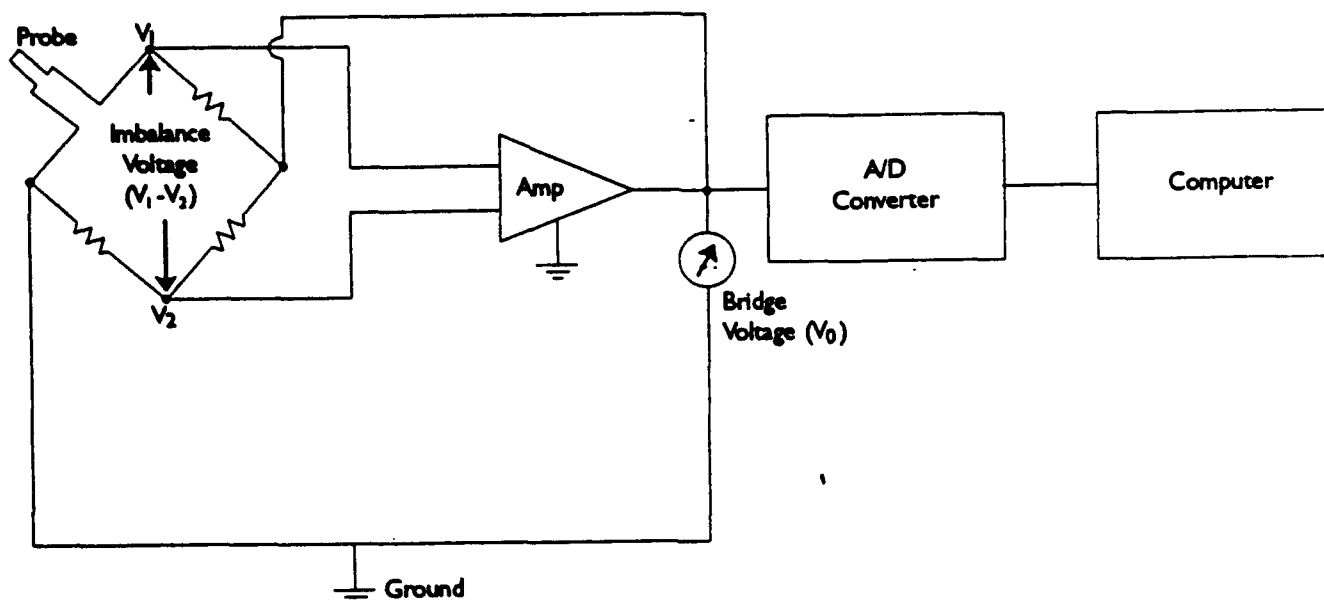 Probe
V1
Imbalance
Voltage
(V1 - V2)
V2
Amp
A/D
Converter
Computer
Bridge
Voltage (V0)
Ground